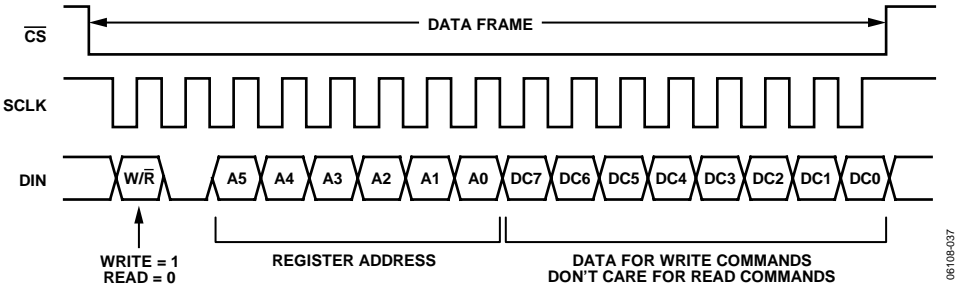 DATA FRAME
C̅S̅
SCLK
DIN
W/R̅ A5 A4 A3 A2 A1 A0 DC7 DC6 DC5 DC4 DC3 DC2 DC1 DC0
WRITE = 1
READ = 0
REGISTER ADDRESS
DATA FOR WRITE COMMANDS
DON'T CARE FOR READ COMMANDS
06108-037